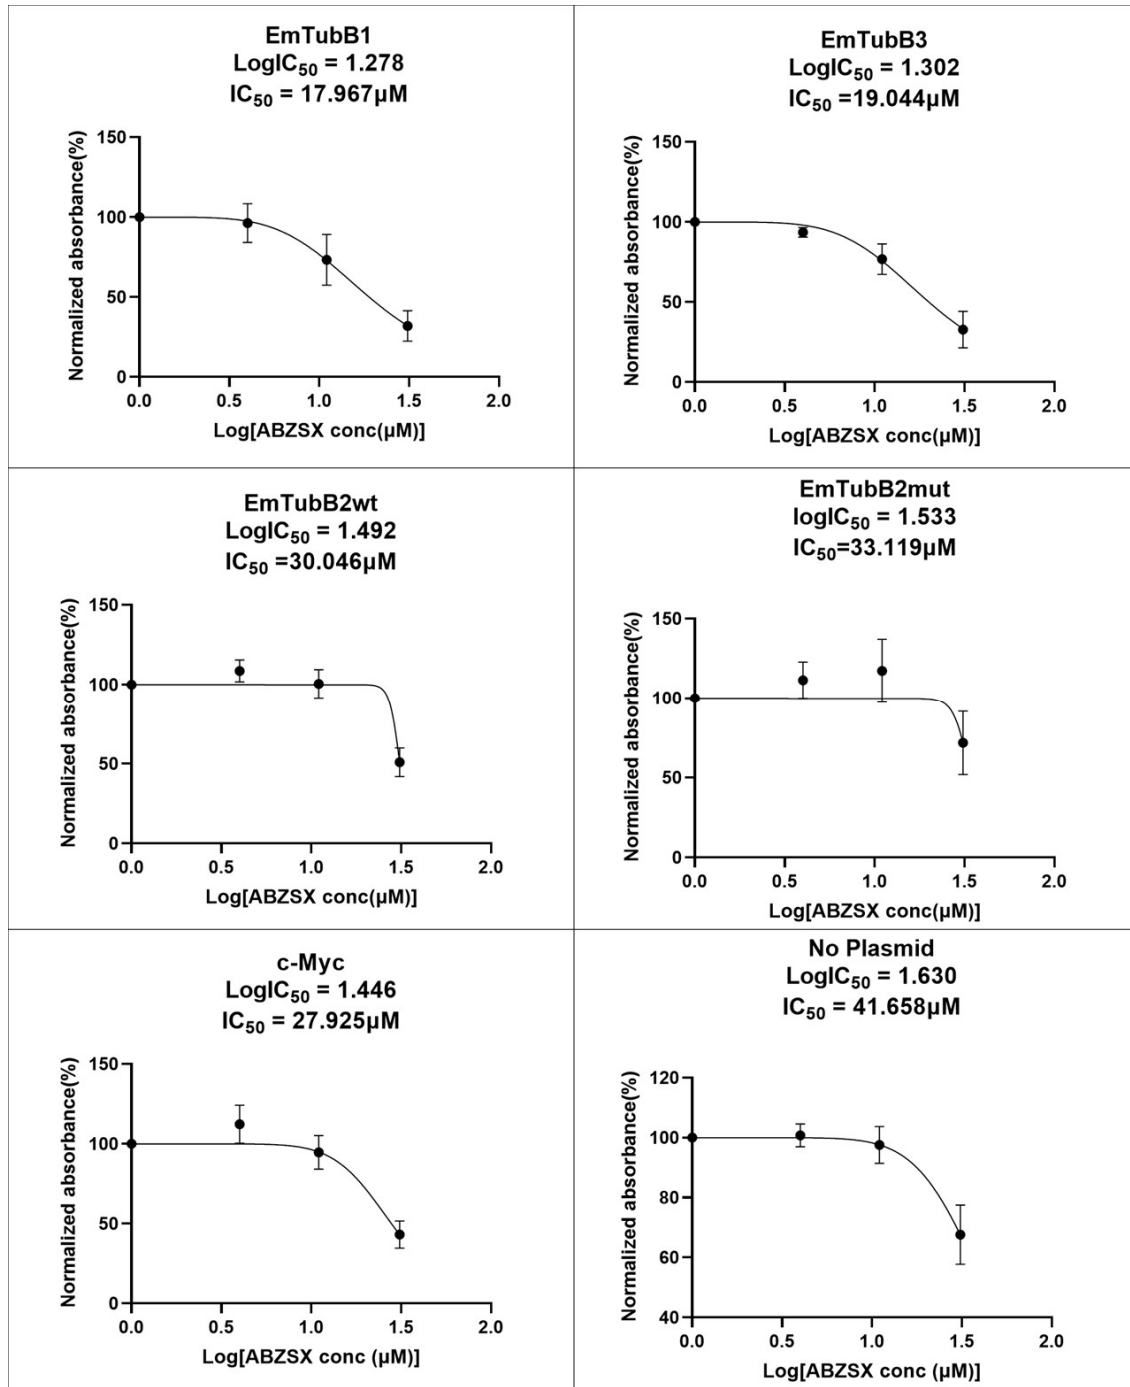 EmTubB1
LogIC₅₀ = 1.278
IC₅₀ = 17.967µM
150
100
50
0
Normalized absorbance(%)
0.0 0.5 1.0 1.5 2.0
Log[ABZSX conc(µM)]
EmTubB3
LogIC₅₀ = 1.302
IC₅₀ =19.044µM
150
100
50
0
Normalized absorbance(%)
0.0 0.5 1.0 1.5 2.0
Log[ABZSX conc(µM)]
EmTubB2wt
LogIC₅₀ = 1.492
IC₅₀ =30.046µM
150
100
50
0
Normalized absorbance(%)
0.0 0.5 1.0 1.5 2.0
Log[ABZSX conc(µM)]
EmTubB2mut
logIC₅₀ = 1.533
IC₅₀=33.119µM
150
100
50
0
Normalized absorbance(%)
0.0 0.5 1.0 1.5 2.0
Log[ABZSX conc(µM)]
c-Myc
LogIC₅₀ = 1.446
IC₅₀ = 27.925µM
150
100
50
0
Normalized absorbance(%)
0.0 0.5 1.0 1.5 2.0
Log[ABZSX conc (µM)]
No Plasmid
LogIC₅₀ = 1.630
IC₅₀ = 41.658µM
120
100
80
60
40
Normalized absorbance(%)
0.0 0.5 1.0 1.5 2.0
Log[ABZSX conc (µM)]